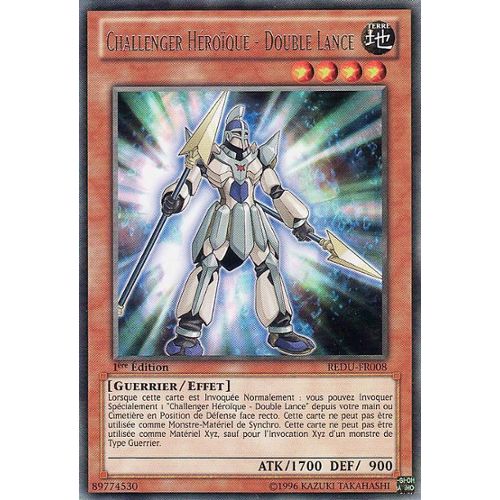 CHALLENGER HEROÏQUE - DOUBLE LANCE
TERRE
地
1ère Edition
REDU-FR008
[GUERRIER/EFFET]
Lorsque cette carte est Invoquée Normalement : vous pouvez Invoquer
Spécialement 1 "Challenger Héroïque - Double Lance" depuis votre main ou
Cimetière en Position de Défense face recto. Cette carte ne peut pas être
utilisée comme Monstre-Matériel de Synchro. Cette carte ne peut pas être
utilisée comme Matériel Xyz, sauf pour l'Invocation Xyz d'un monstre de
Type Guerrier.
ATK/1700 DEF/ 900
89774530
©1996 KAZUKI TAKAHASHI